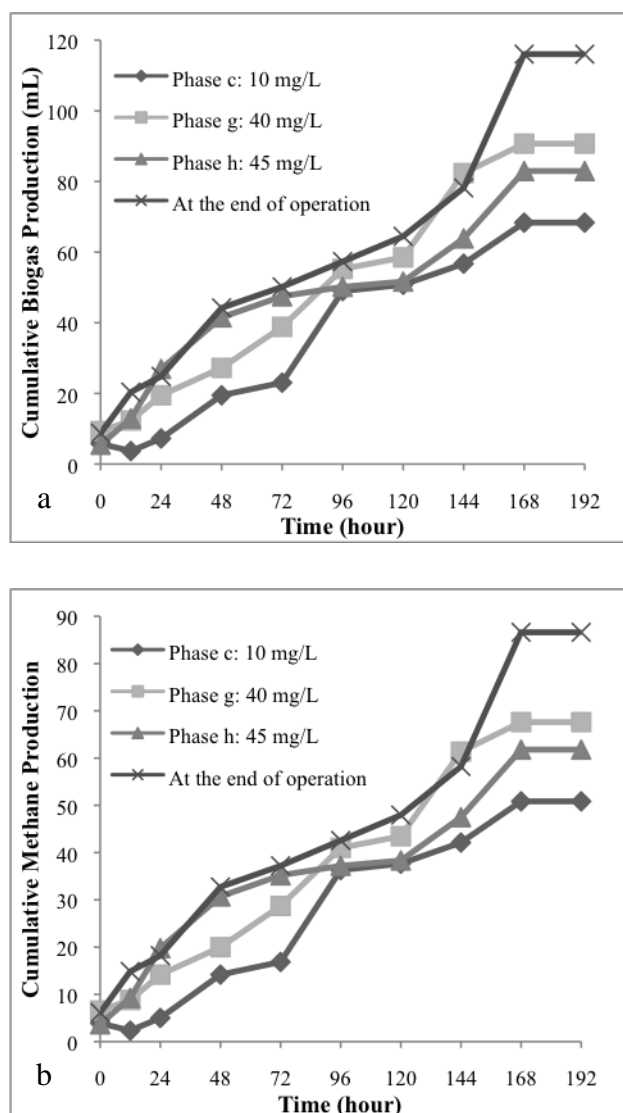 120
100
80
60
40
20
0
Cumulative Biogas Production (mL)
Phase c: 10 mg/L
Phase g: 40 mg/L
Phase h: 45 mg/L
At the end of operation
a
0 24 48 72 96 120 144 168 192
Time (hour)
90
80
70
60
50
40
30
20
10
0
Cumulative Methane Production
Phase c: 10 mg/L
Phase g: 40 mg/L
Phase h: 45 mg/L
At the end of operation
b
0 24 48 72 96 120 144 168 192
Time (hour)